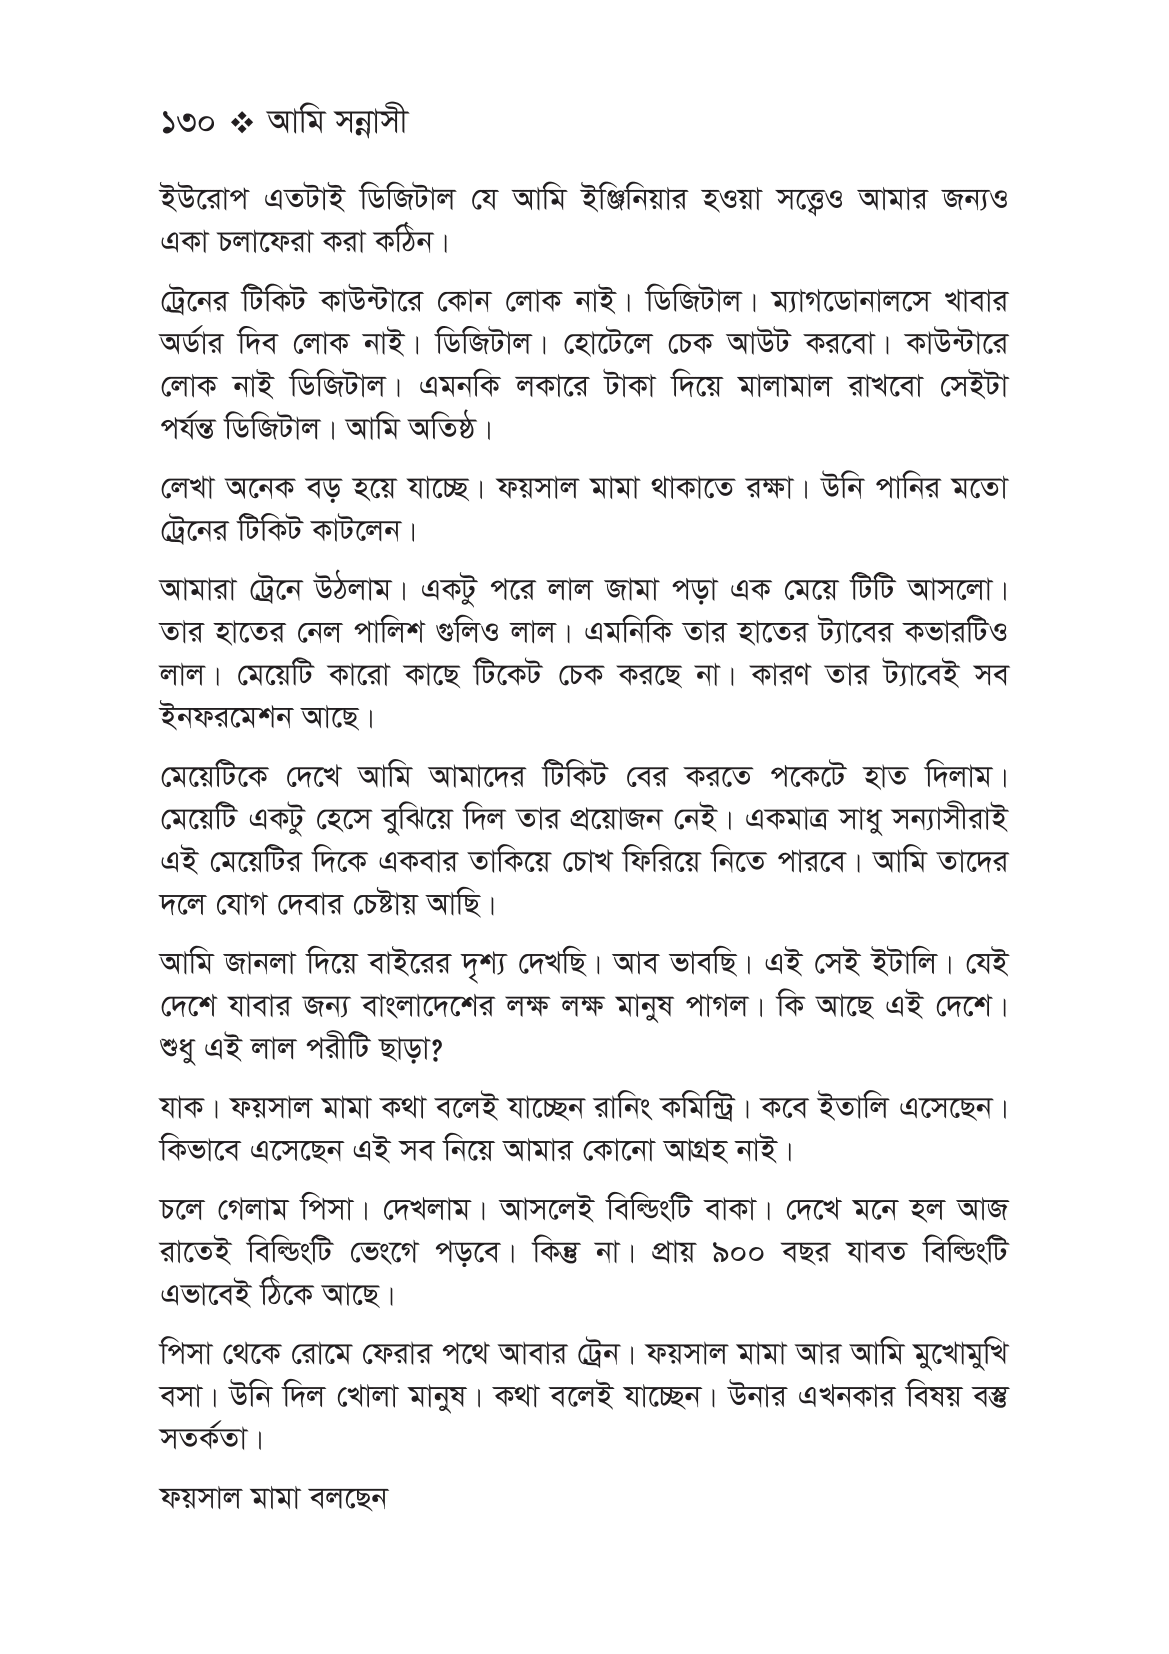 ১৩০ ❖ আমি সন্নাসী
ইউরোপ এতটাই ডিজিটাল যে আমি ইঞ্জিনিয়ার হওয়া সত্ত্বেও আমার জন্যও
একা চলাফেরা করা কঠিন।
ট্রেনের টিকিট কাউন্টারে কোন লোক নাই। ডিজিটাল। ম্যাগডোনালসে খাবার
অর্ডার দিব লোক নাই। ডিজিটাল। হোটেলে চেক আউট করবো। কাউন্টারে
লোক নাই ডিজিটাল। এমনকি লকারে টাকা দিয়ে মালামাল রাখবো সেইটা
পর্যন্ত ডিজিটাল। আমি অতিষ্ঠ।
লেখা অনেক বড় হয়ে যাচ্ছে। ফয়সাল মামা থাকাতে রক্ষা। উনি পানির মতো
ট্রেনের টিকিট কাটলেন।
আমারা ট্রেনে উঠলাম। একটু পরে লাল জামা পড়া এক মেয়ে টিটি আসলো।
তার হাতের নেল পালিশ গুলিও লাল। এমনিকি তার হাতের ট্যাবের কভারটিও
লাল। মেয়েটি কারো কাছে টিকেট চেক করছে না। কারণ তার ট্যাবেই সব
ইনফরমেশন আছে।
মেয়েটিকে দেখে আমি আমাদের টিকিট বের করতে পকেটে হাত দিলাম।
মেয়েটি একটু হেসে বুঝিয়ে দিল তার প্রয়োজন নেই। একমাত্র সাধু সন্যাসীরাই
এই মেয়েটির দিকে একবার তাকিয়ে চোখ ফিরিয়ে নিতে পারবে। আমি তাদের
দলে যোগ দেবার চেষ্টায় আছি।
আমি জানলা দিয়ে বাইরের দৃশ্য দেখছি। আব ভাবছি। এই সেই ইটালি। যেই
দেশে যাবার জন্য বাংলাদেশের লক্ষ লক্ষ মানুষ পাগল। কি আছে এই দেশে।
শুধু এই লাল পরীটি ছাড়া?
যাক। ফয়সাল মামা কথা বলেই যাচ্ছেন রানিং কমিন্ট্রি। কবে ইতালি এসেছেন।
কিভাবে এসেছেন এই সব নিয়ে আমার কোনো আগ্রহ নাই।
চলে গেলাম পিসা। দেখলাম। আসলেই বিল্ডিংটি বাকা। দেখে মনে হল আজ
রাতেই বিল্ডিংটি ভেংগে পড়বে। কিন্তু না। প্রায় ৯০০ বছর যাবত বিল্ডিংটি
এভাবেই ঠিকে আছে।
পিসা থেকে রোমে ফেরার পথে আবার ট্রেন। ফয়সাল মামা আর আমি মুখোমুখি
বসা। উনি দিল খোলা মানুষ। কথা বলেই যাচ্ছেন। উনার এখনকার বিষয় বস্তু
সতর্কতা।
ফয়সাল মামা বলছেন